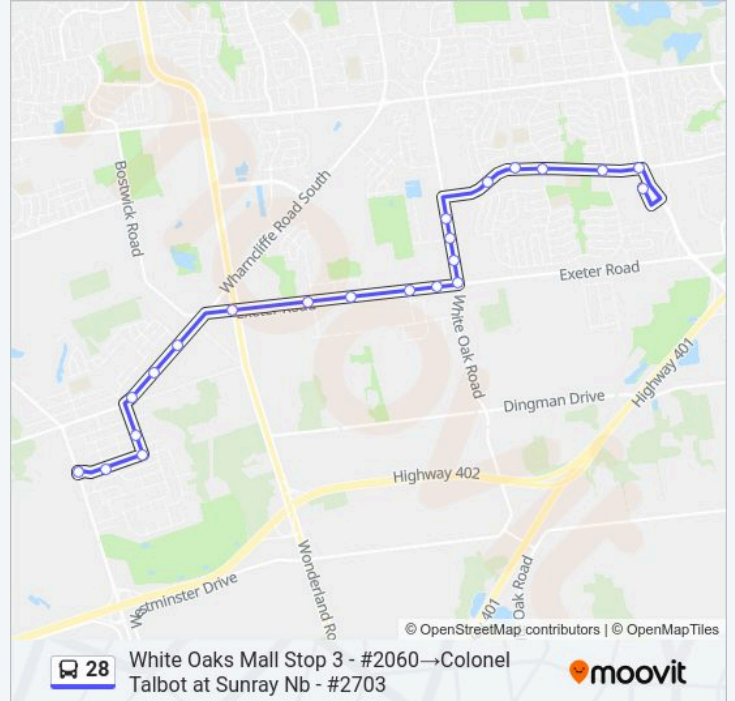 Bostwick Road
Wharncliffe Road South
Exeter Road
Exeter Road
White Oak Road
Highway 401
Dingman Drive
Highway 402
Wonderland Ro
Westminster Drive
401
Oak Road
© OpenStreetMap contributors | © OpenMapTiles
28
White Oaks Mall Stop 3 - #2060→Colonel
Talbot at Sunray Nb - #2703
moovit